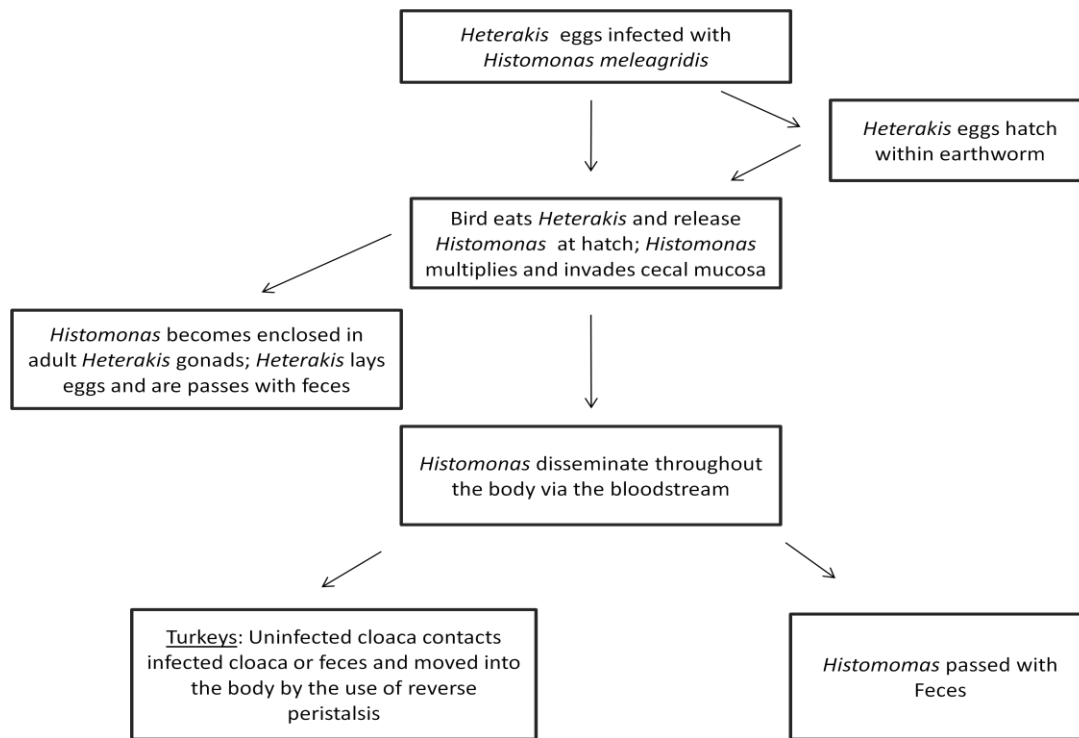 Heterakis eggs infected with
Histomonas meleagridis
Heterakis eggs hatch
within earthworm
Bird eats Heterakis and release
Histomonas at hatch; Histomonas
multiplies and invades cecal mucosa
Histomonas becomes enclosed in
adult Heterakis gonads; Heterakis lays
eggs and are passes with feces
Histomonas disseminate throughout
the body via the bloodstream
Turkeys: Uninfected cloaca contacts
infected cloaca or feces and moved into
the body by the use of reverse
peristalsis
Histomomas passed with
Feces